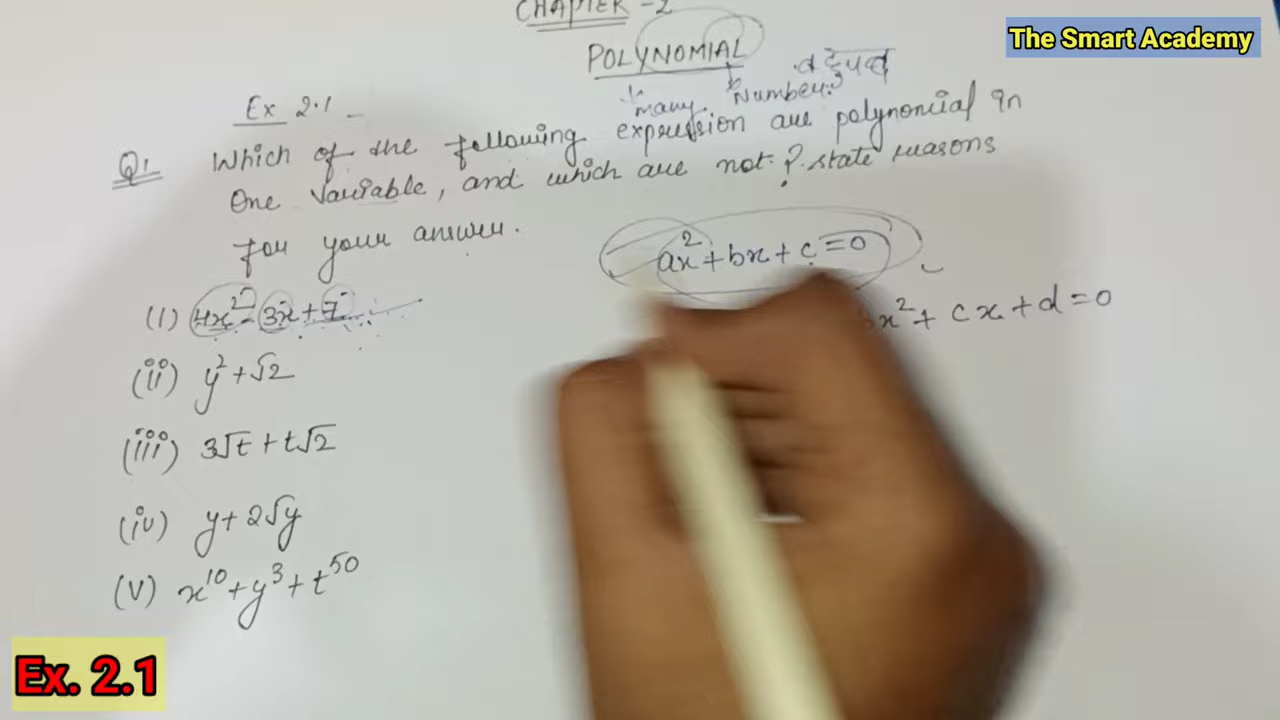 CHAPTER - 2
The Smart Academy
POLYNOMIAL
many. Number.
Ex 2.1
Q1. Which of the following expression are polynomial in
One variable, and which are not? state reasons
for your answer.
ax² + bx + c = 0
(i) 4x² - 3x + 7
x² + cx + d = 0
(ii) y² + √2
(iii) 3√t + t√2
(iv) y + 2√y
(v) x¹⁰ + y³ + t⁵⁰
Ex. 2.1